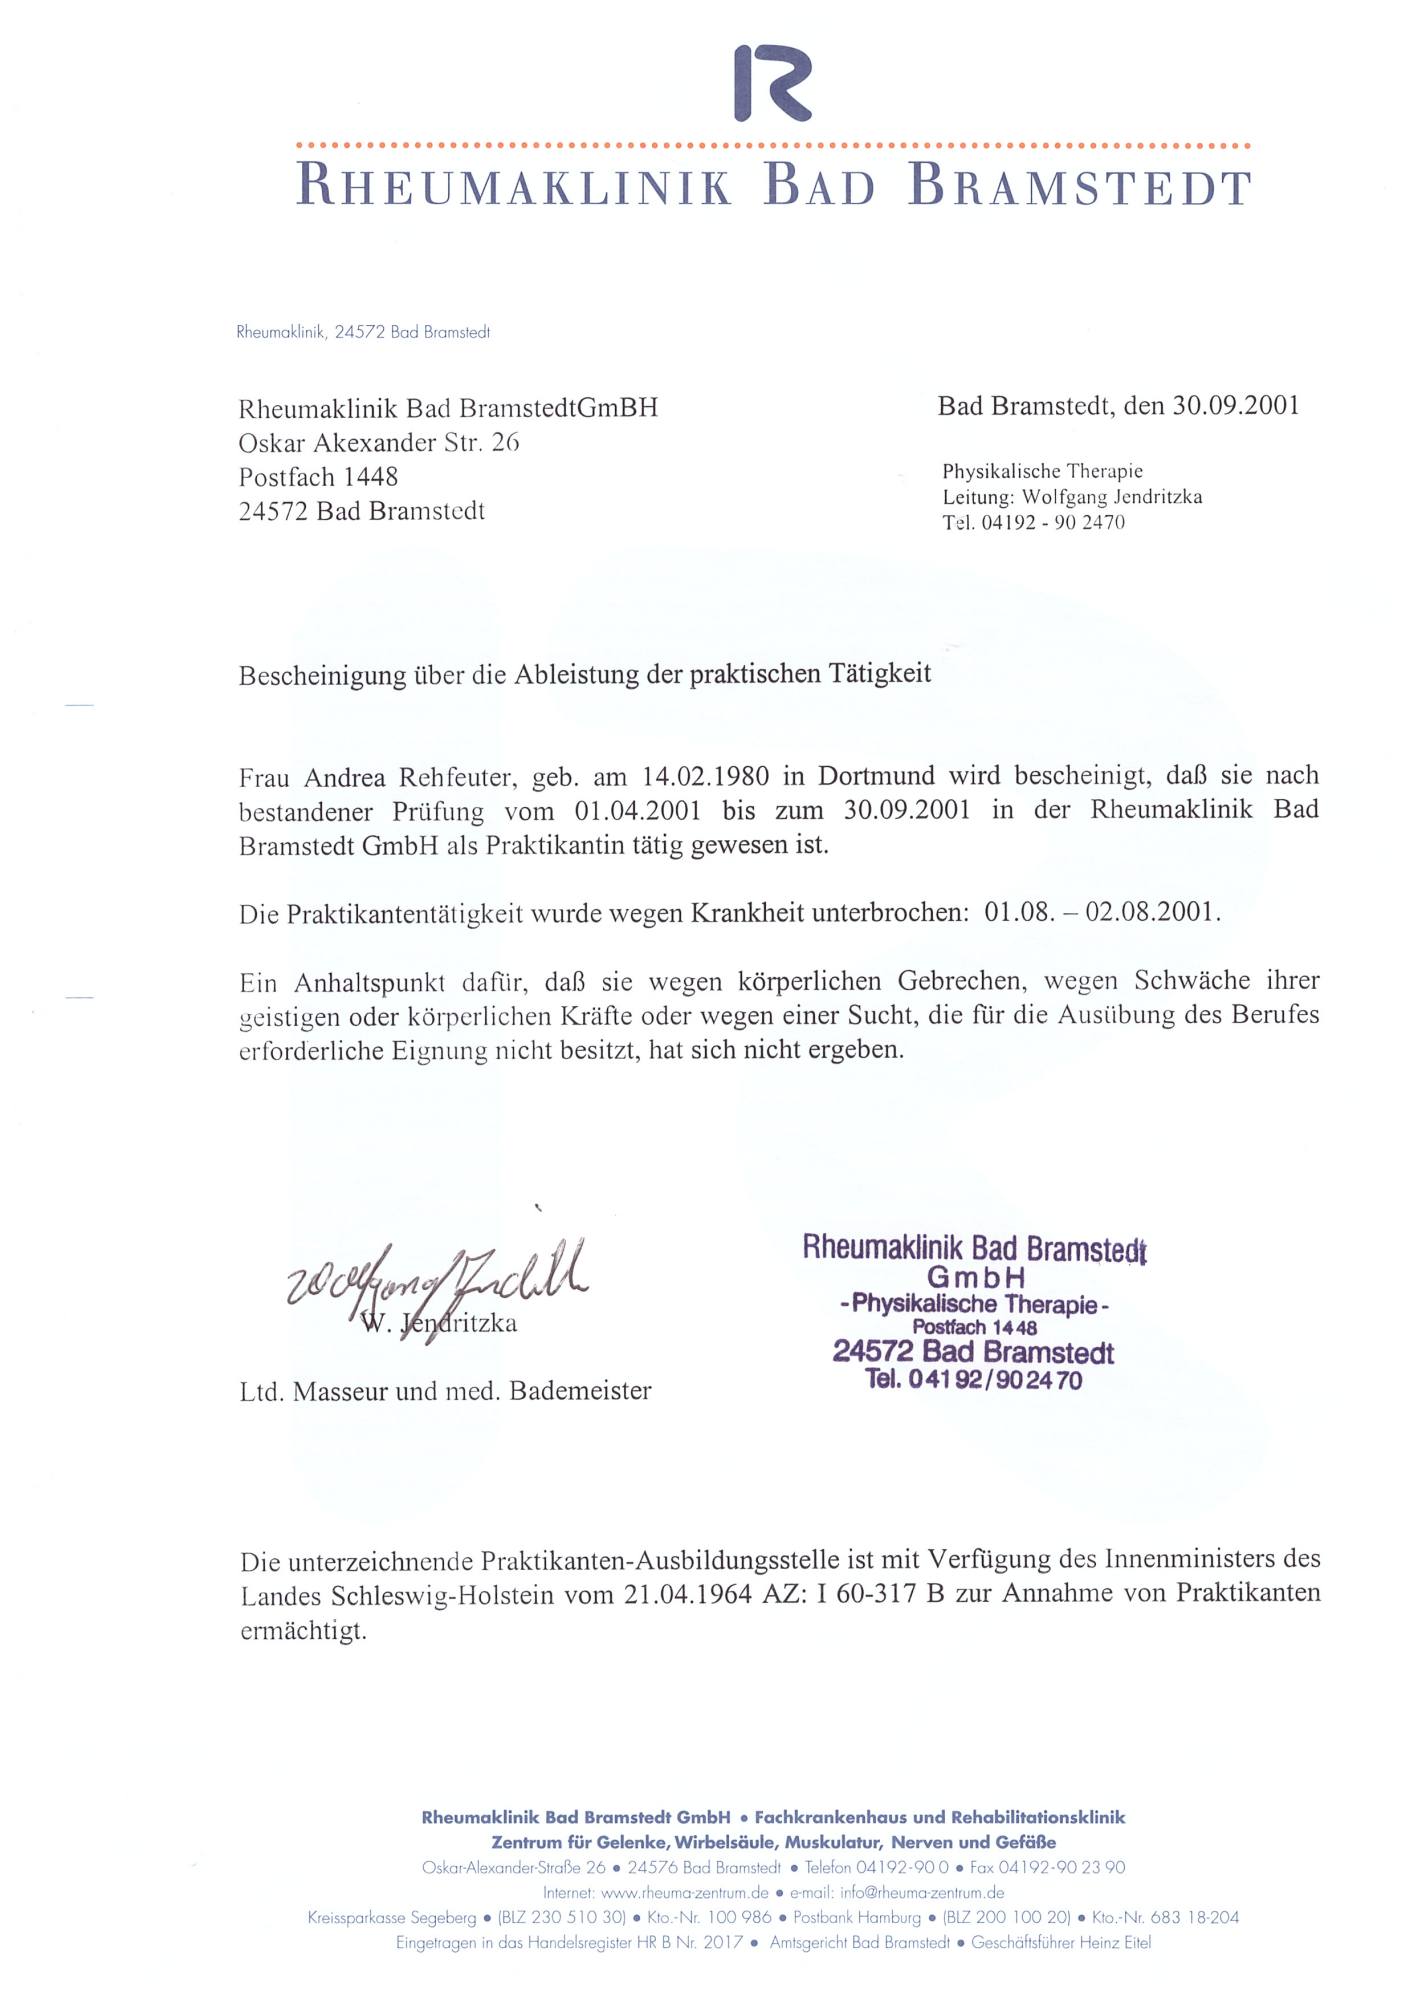 R
RHEUMAKLINIK BAD BRAMSTEDT
Rheumaklinik, 24572 Bad Bramstedt
Rheumaklinik Bad BramstedtGmBH
Oskar Akexander Str. 26
Postfach 1448
24572 Bad Bramstedt
Bad Bramstedt, den 30.09.2001
Physikalische Therapie
Leitung: Wolfgang Jendritzka
Tel. 04192 - 90 2470
Bescheinigung über die Ableistung der praktischen Tätigkeit
Frau Andrea Rehfeuter, geb. am 14.02.1980 in Dortmund wird bescheinigt, daß sie nach
bestandener Prüfung vom 01.04.2001 bis zum 30.09.2001 in der Rheumaklinik Bad
Bramstedt GmbH als Praktikantin tätig gewesen ist.
Die Praktikantentätigkeit wurde wegen Krankheit unterbrochen: 01.08. – 02.08.2001.
Ein Anhaltspunkt dafür, daß sie wegen körperlichen Gebrechen, wegen Schwäche ihrer
geistigen oder körperlichen Kräfte oder wegen einer Sucht, die für die Ausübung des Berufes
erforderliche Eignung nicht besitzt, hat sich nicht ergeben.
Wolfgang
W. Jendritzka
Ltd. Masseur und med. Bademeister
Rheumaklinik Bad Bramstedt
GmbH
-Physikalische Therapie-
Postfach 1448
24572 Bad Bramstedt
Tel. 04192/902470
Die unterzeichnende Praktikanten-Ausbildungsstelle ist mit Verfügung des Innenministers des
Landes Schleswig-Holstein vom 21.04.1964 AZ: I 60-317 B zur Annahme von Praktikanten
ermächtigt.
Rheumaklinik Bad Bramstedt GmbH • Fachkrankenhaus und Rehabilitationsklinik
Zentrum für Gelenke, Wirbelsäule, Muskulatur, Nerven und Gefäße
Oskar-Alexander-Straße 26 • 24576 Bad Bramstedt • Telefon 04192-90 0 • Fax 04192-90 23 90
Internet: www.rheuma-zentrum.de • e-mail: info@rheuma-zentrum.de
Kreissparkasse Segeberg • (BLZ 230 510 30) • Kto.-Nr. 100 986 • Postbank Hamburg • (BLZ 200 100 20) • Kto.-Nr. 683 18-204
Eingetragen in das Handelsregister HR B Nr. 2017 • Amtsgericht Bad Bramstedt • Geschäftsführer Heinz Eitel